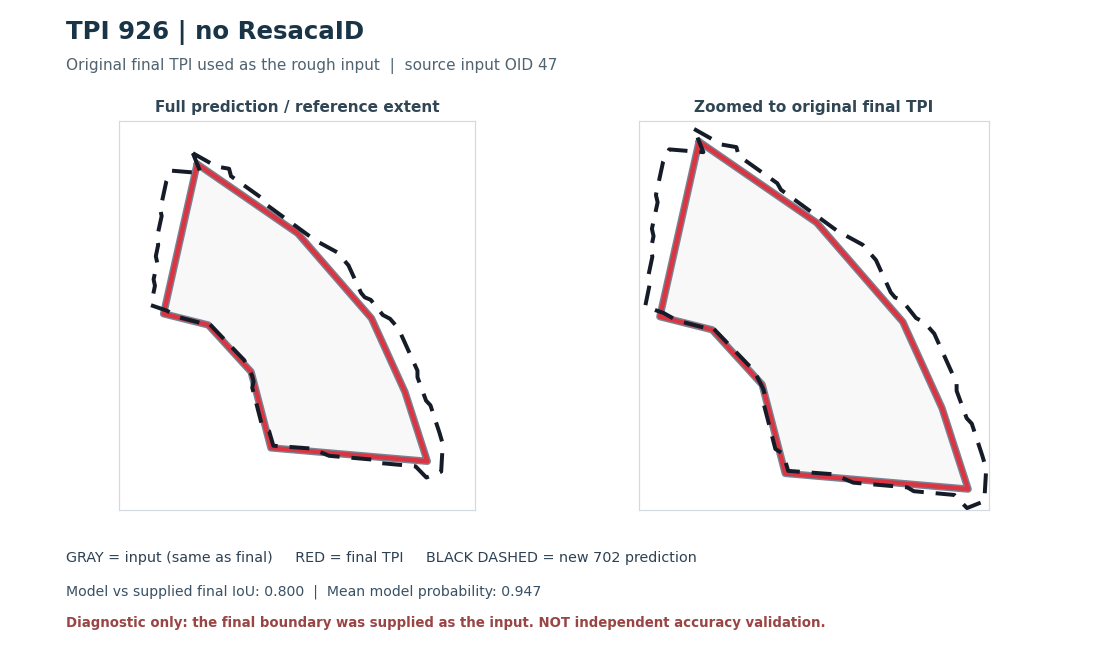 TPI 926 | no ResacaID
Original final TPI used as the rough input | source input OID 47
Full prediction / reference extent
Zoomed to original final TPI
GRAY = input (same as final) RED = final TPI BLACK DASHED = new 702 prediction
Model vs supplied final IoU: 0.800 | Mean model probability: 0.947
Diagnostic only: the final boundary was supplied as the input. NOT independent accuracy validation.